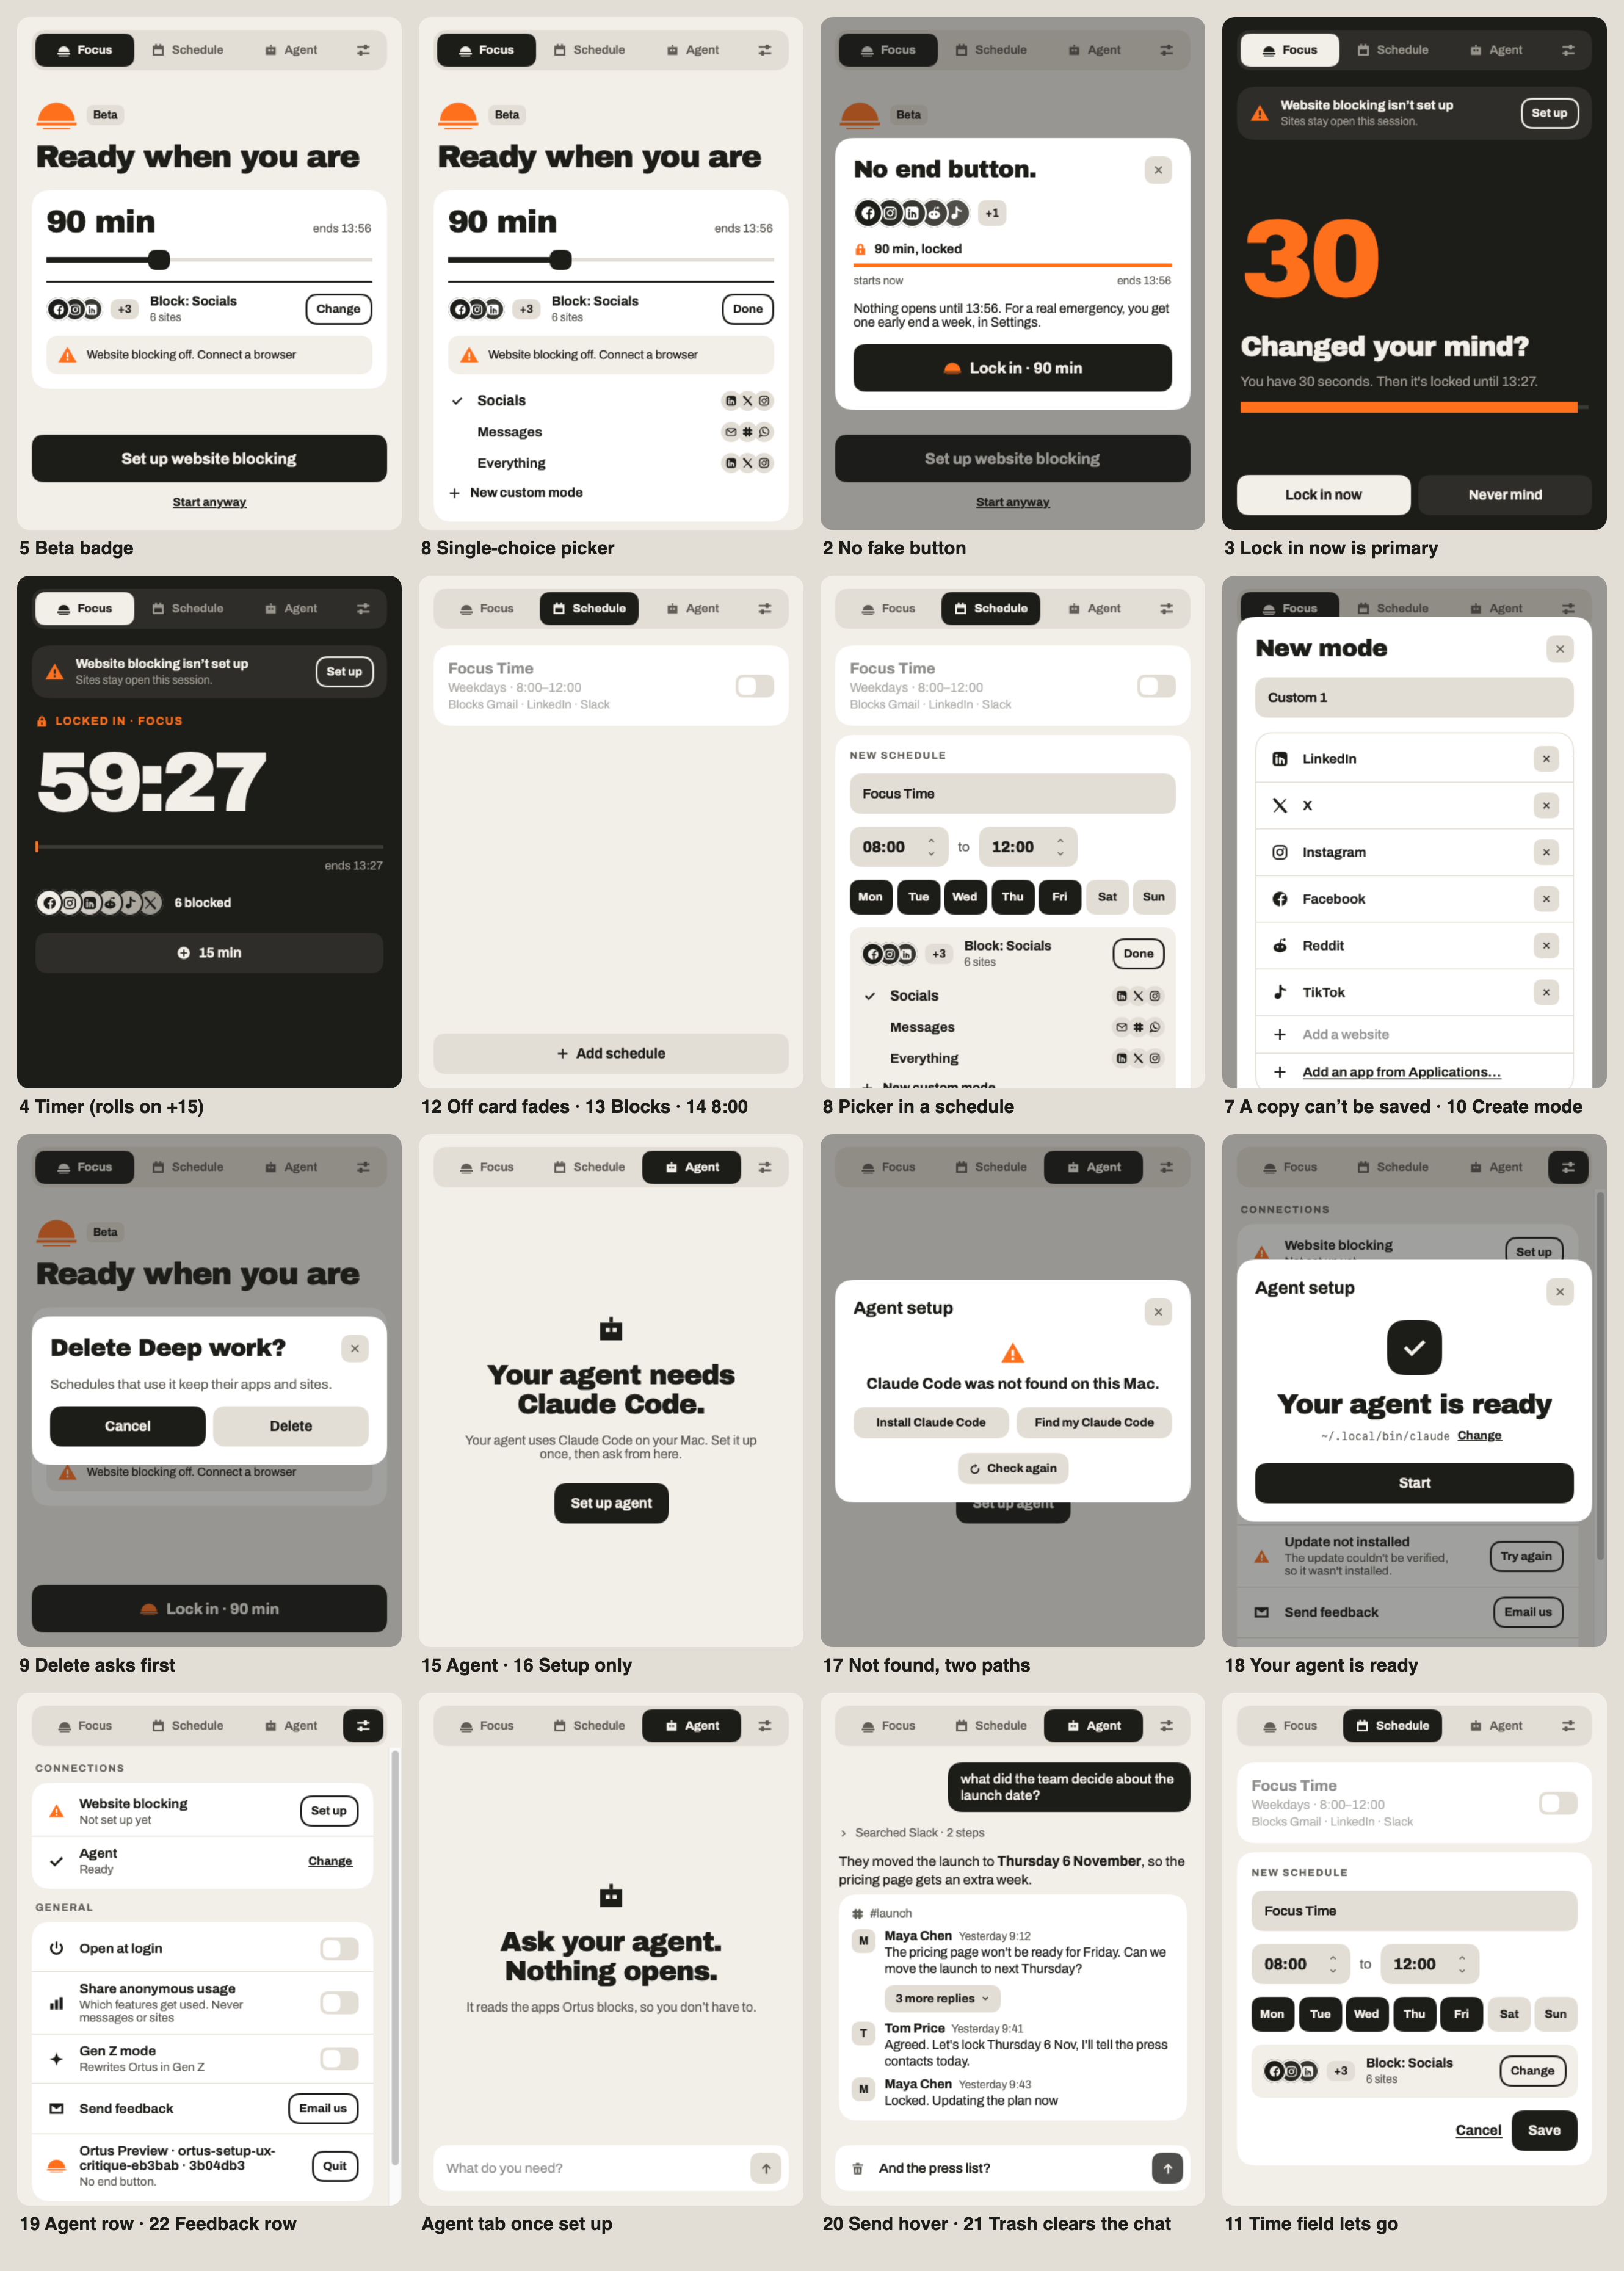 Focus
Schedule
Agent
Beta
Ready when you are
90 min
ends 13:56
+3
Block: Socials
6 sites
Change
Website blocking off. Connect a browser
Set up website blocking
Start anyway
5 Beta badge
Focus
Schedule
Agent
Beta
Ready when you are
90 min
ends 13:56
+3
Block: Socials
6 sites
Done
Website blocking off. Connect a browser
Socials
Messages
Everything
New custom mode
8 Single-choice picker
Focus
Schedule
Agent
Beta
No end button.
+1
90 min, locked
starts now
ends 13:56
Nothing opens until 13:56. For a real emergency, you get
one early end a week, in Settings.
Lock in · 90 min
Set up website blocking
Start anyway
2 No fake button
Focus
Schedule
Agent
Website blocking isn't set up
Sites stay open this session.
Set up
30
Changed your mind?
You have 30 seconds. Then it's locked until 13:27.
Lock in now
Never mind
3 Lock in now is primary
Focus
Schedule
Agent
Website blocking isn't set up
Sites stay open this session.
Set up
LOCKED IN · FOCUS
59:27
ends 13:27
6 blocked
15 min
4 Timer (rolls on +15)
Focus
Schedule
Agent
Focus Time
Weekdays · 8:00–12:00
Blocks Gmail · LinkedIn · Slack
+ Add schedule
12 Off card fades · 13 Blocks · 14 8:00
Focus
Schedule
Agent
Focus Time
Weekdays · 8:00–12:00
Blocks Gmail · LinkedIn · Slack
NEW SCHEDULE
Focus Time
08:00
to
12:00
Mon
Tue
Wed
Thu
Fri
Sat
Sun
+3
Block: Socials
6 sites
Done
Socials
Messages
Everything
New custom mode
8 Picker in a schedule
Focus
Schedule
Agent
New mode
Custom 1
LinkedIn
X
Instagram
Facebook
Reddit
TikTok
Add a website
Add an app from Applications...
7 A copy can't be saved · 10 Create mode
Focus
Schedule
Agent
Beta
Ready when you are
Delete Deep work?
Schedules that use it keep their apps and sites.
Cancel
Delete
Website blocking off. Connect a browser
Lock in · 90 min
9 Delete asks first
Focus
Schedule
Agent
Your agent needs
Claude Code.
Your agent uses Claude Code on your Mac. Set it up
once, then ask from here.
Set up agent
15 Agent · 16 Setup only
Focus
Schedule
Agent
Agent setup
Claude Code was not found on this Mac.
Install Claude Code
Find my Claude Code
Check again
Set up agent
17 Not found, two paths
Focus
Schedule
Agent
CONNECTIONS
Website blocking
Set up
Agent setup
Your agent is ready
~/.local/bin/claude Change
Start
Update not installed
The update couldn't be verified,
so it wasn't installed.
Try again
Send feedback
Email us
18 Your agent is ready
Focus
Schedule
Agent
CONNECTIONS
Website blocking
Not set up yet
Set up
Agent
Ready
Change
GENERAL
Open at login
Share anonymous usage
Which features get used. Never
messages or sites
Gen Z mode
Rewrites Ortus in Gen Z
Send feedback
Email us
Ortus Preview · ortus-setup-ux-
critique-eb3bab · 3b04db3
No end button.
Quit
19 Agent row · 22 Feedback row
Focus
Schedule
Agent
Ask your agent.
Nothing opens.
It reads the apps Ortus blocks, so you don't have to.
What do you need?
Agent tab once set up
Focus
Schedule
Agent
what did the team decide about the
launch date?
Searched Slack · 2 steps
They moved the launch to Thursday 6 November, so the
pricing page gets an extra week.
#launch
M
Maya Chen Yesterday 9:12
The pricing page won't be ready for Friday. Can we
move the launch to next Thursday?
3 more replies
T
Tom Price Yesterday 9:41
Agreed. Let's lock Thursday 6 Nov, I'll tell the press
contacts today.
M
Maya Chen Yesterday 9:43
Locked. Updating the plan now
And the press list?
20 Send hover · 21 Trash clears the chat
Focus
Schedule
Agent
Focus Time
Weekdays · 8:00–12:00
Blocks Gmail · LinkedIn · Slack
NEW SCHEDULE
Focus Time
08:00
to
12:00
Mon
Tue
Wed
Thu
Fri
Sat
Sun
+3
Block: Socials
6 sites
Change
Cancel
Save
11 Time field lets go